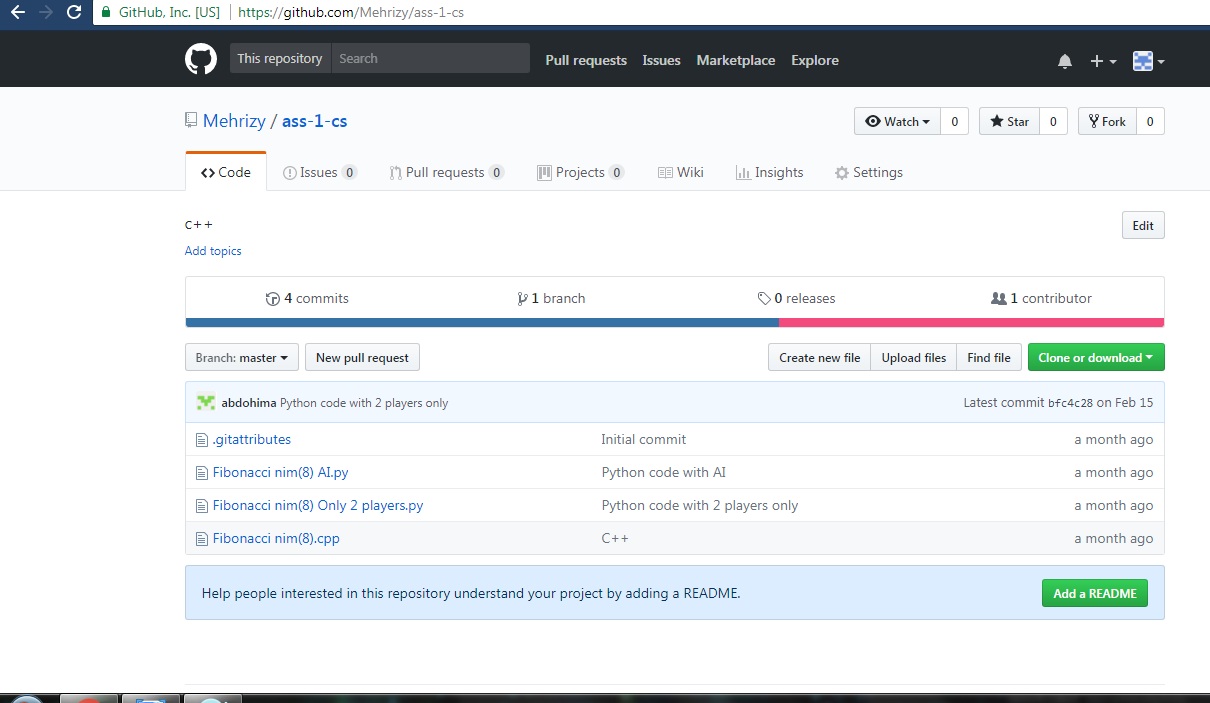 GitHub, Inc. [US] https://github.com/Mehrizy/ass-1-cs
This repository Search Pull requests Issues Marketplace Explore
Mehrizy / ass-1-cs Watch 0 Star 0 Fork 0
Code Issues 0 Pull requests 0 Projects 0 Wiki Insights Settings
C++ Edit
Add topics
4 commits 1 branch 0 releases 1 contributor
Branch: master New pull request Create new file Upload files Find file Clone or download
abdohima Python code with 2 players only Latest commit bfc4c28 on Feb 15
.gitattributes Initial commit a month ago
Fibonacci nim(8) AI.py Python code with AI a month ago
Fibonacci nim(8) Only 2 players.py Python code with 2 players only a month ago
Fibonacci nim(8).cpp C++ a month ago
Help people interested in this repository understand your project by adding a README. Add a README